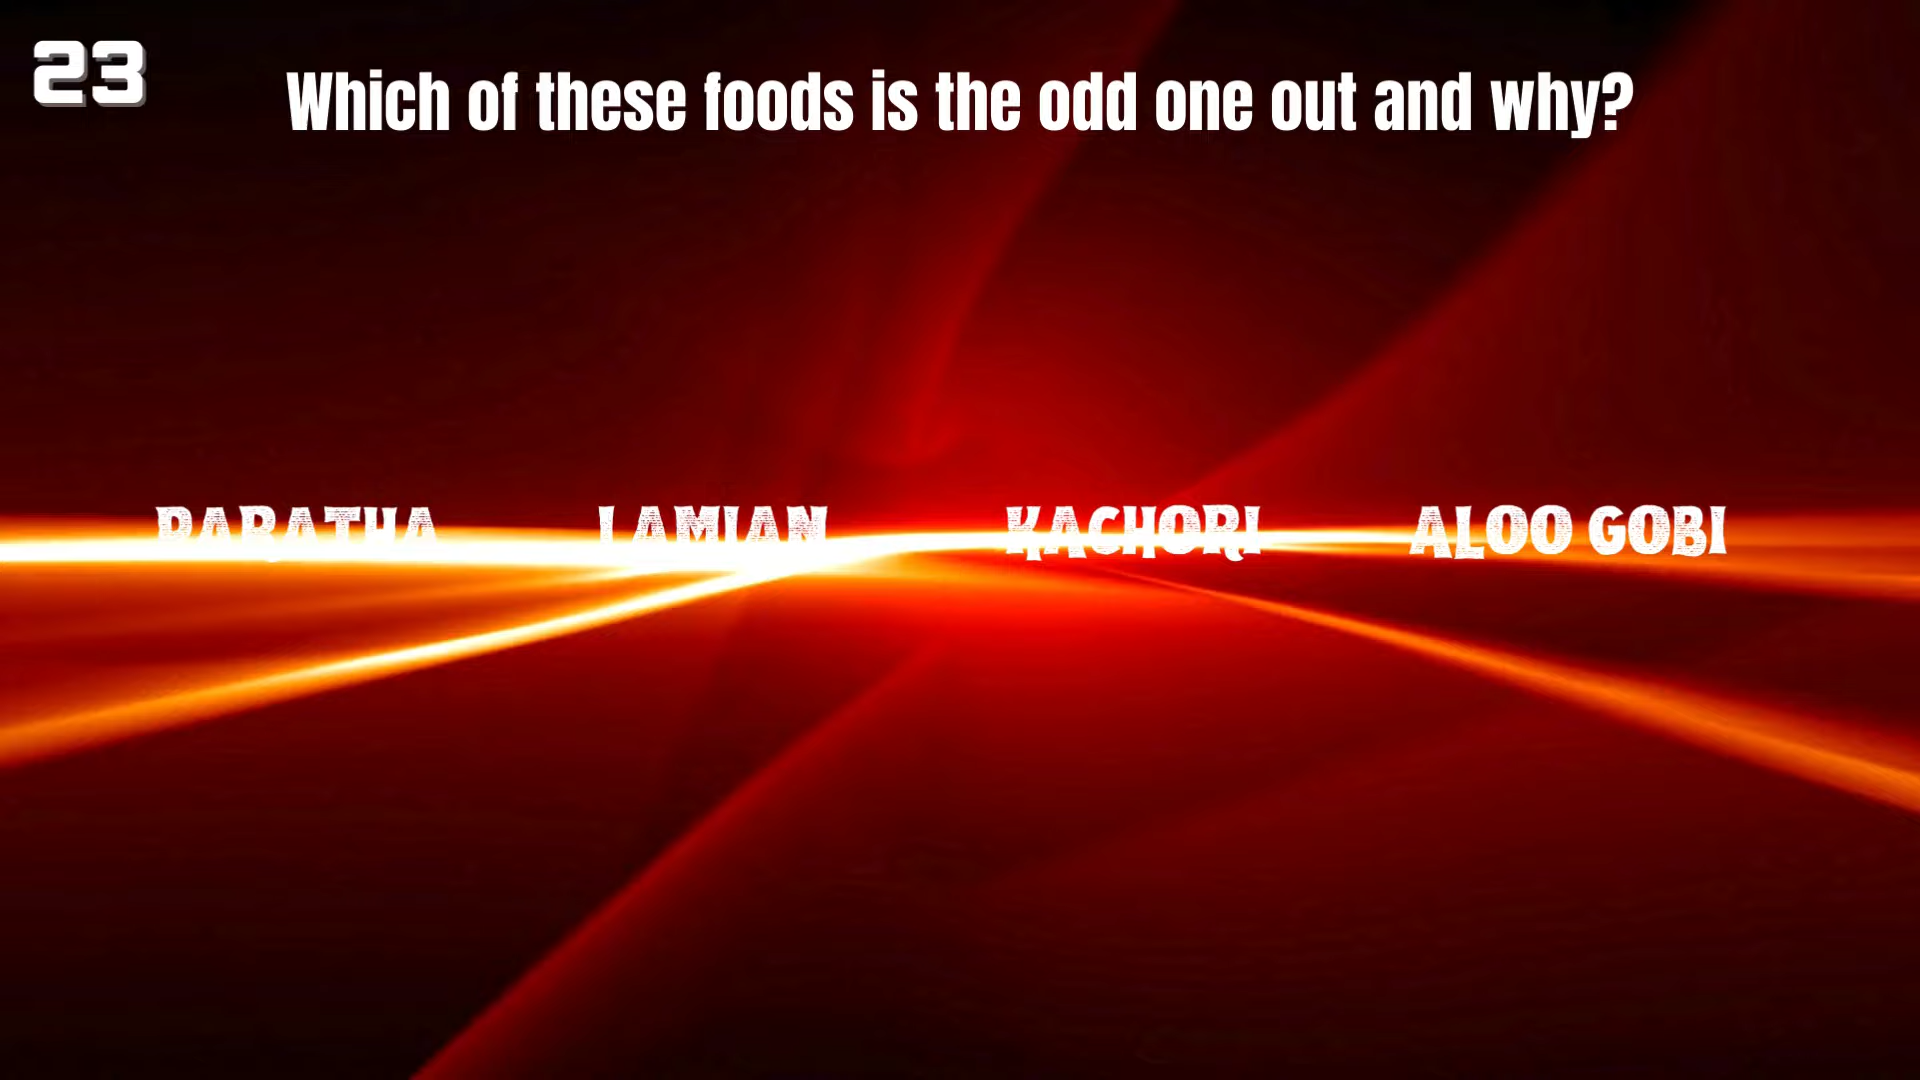 23
Which of these foods is the odd one out and why?
PARATHA LAMIAN KACHORI ALOO GOBI